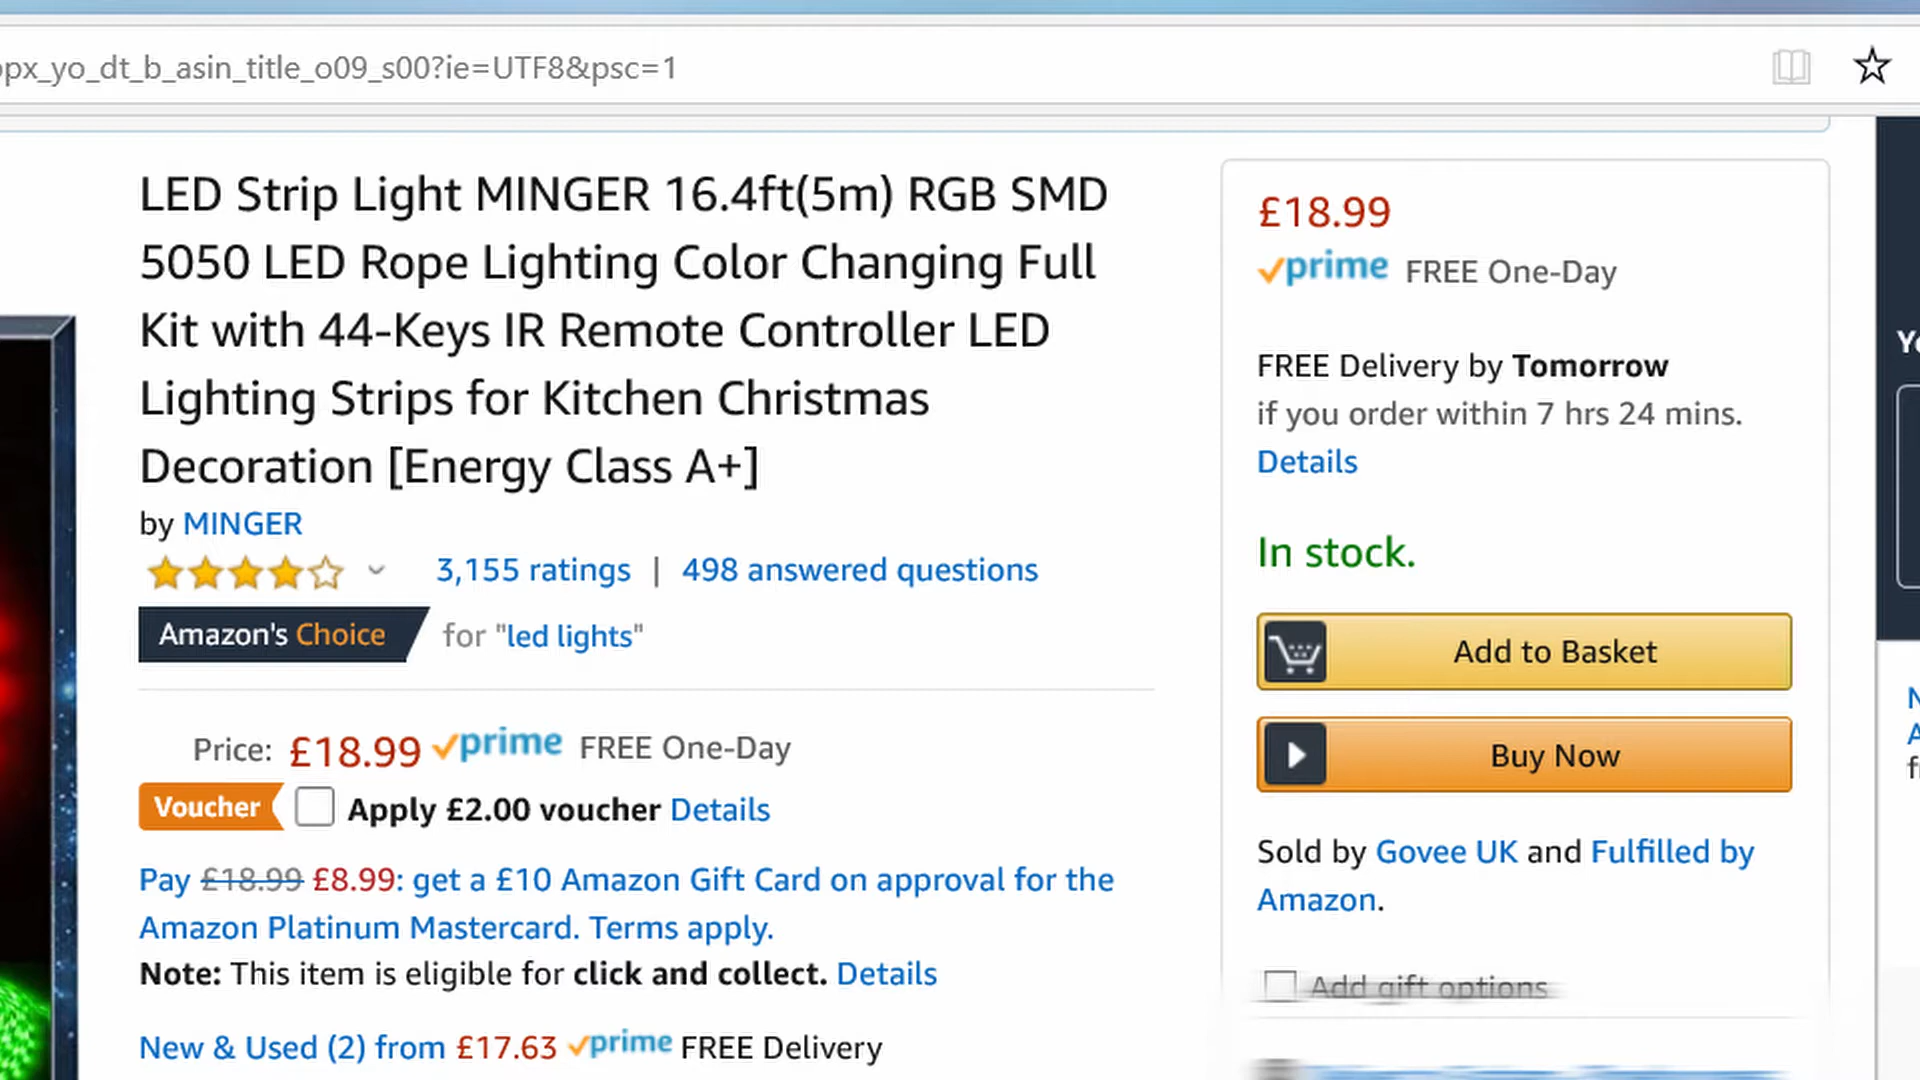 px_yo_dt_b_asin_title_o09_s00?ie=UTF8&psc=1
LED Strip Light MINGER 16.4ft(5m) RGB SMD
5050 LED Rope Lighting Color Changing Full
Kit with 44-Keys IR Remote Controller LED
Lighting Strips for Kitchen Christmas
Decoration [Energy Class A+]
by MINGER
3,155 ratings | 498 answered questions
Amazon's Choice for "led lights"
Price: £18.99 prime FREE One-Day
Voucher Apply £2.00 voucher Details
Pay £18.99 £8.99: get a £10 Amazon Gift Card on approval for the
Amazon Platinum Mastercard. Terms apply.
Note: This item is eligible for click and collect. Details
New & Used (2) from £17.63 prime FREE Delivery
£18.99
prime FREE One-Day
FREE Delivery by Tomorrow
if you order within 7 hrs 24 mins.
Details
In stock.
Add to Basket
Buy Now
Sold by Govee UK and Fulfilled by
Amazon.
Add gift options